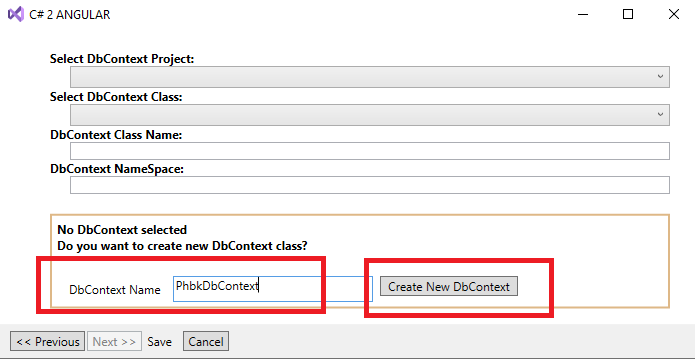 C# 2 ANGULAR
Select DbContext Project:
Select DbContext Class:
DbContext Class Name:
DbContext NameSpace:
No DbContext selected
Do you want to create new DbContext class?
DbContext Name PhbkDbContext Create New DbContext
<< Previous Next >> Save Cancel